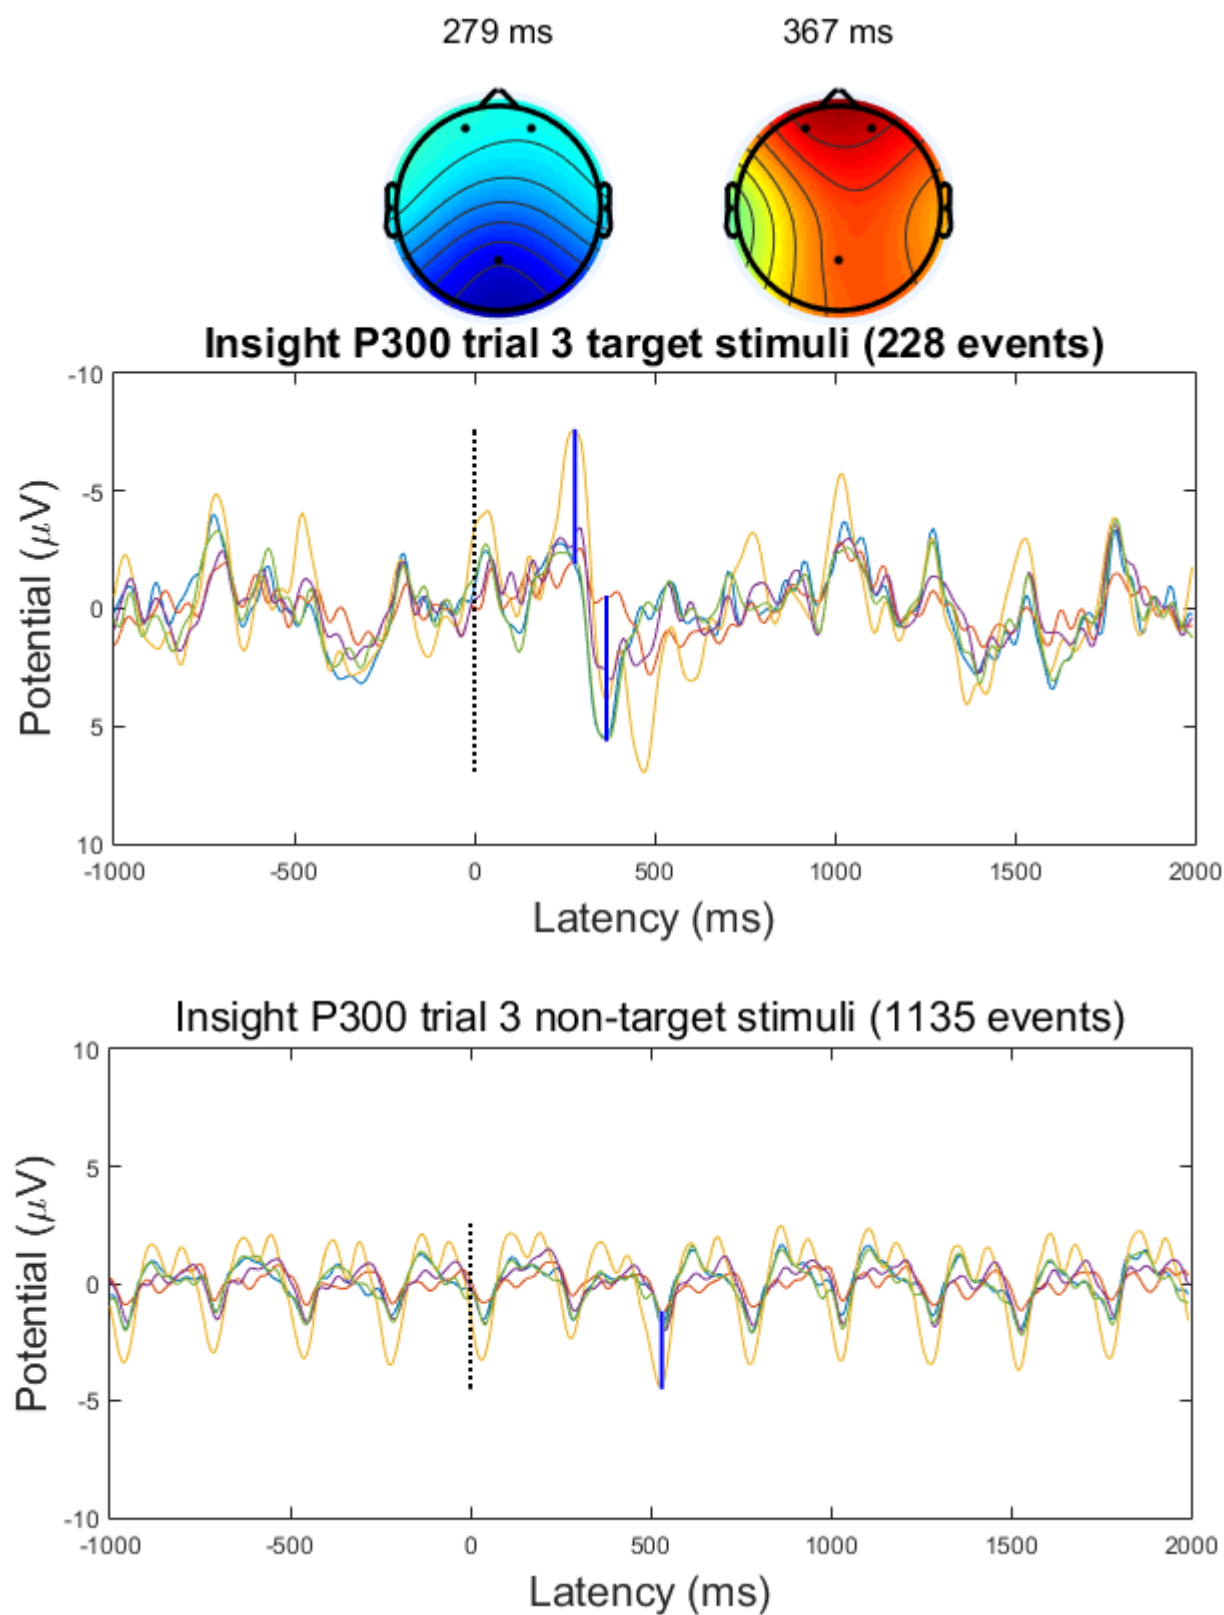 279 ms 367 ms
Insight P300 trial 3 target stimuli (228 events)
-10
-5
0
5
10
Potential (μV)
-1000 -500 0 500 1000 1500 2000
Latency (ms)
Insight P300 trial 3 non-target stimuli (1135 events)
10
5
0
-5
-10
Potential (μV)
-1000 -500 0 500 1000 1500 2000
Latency (ms)